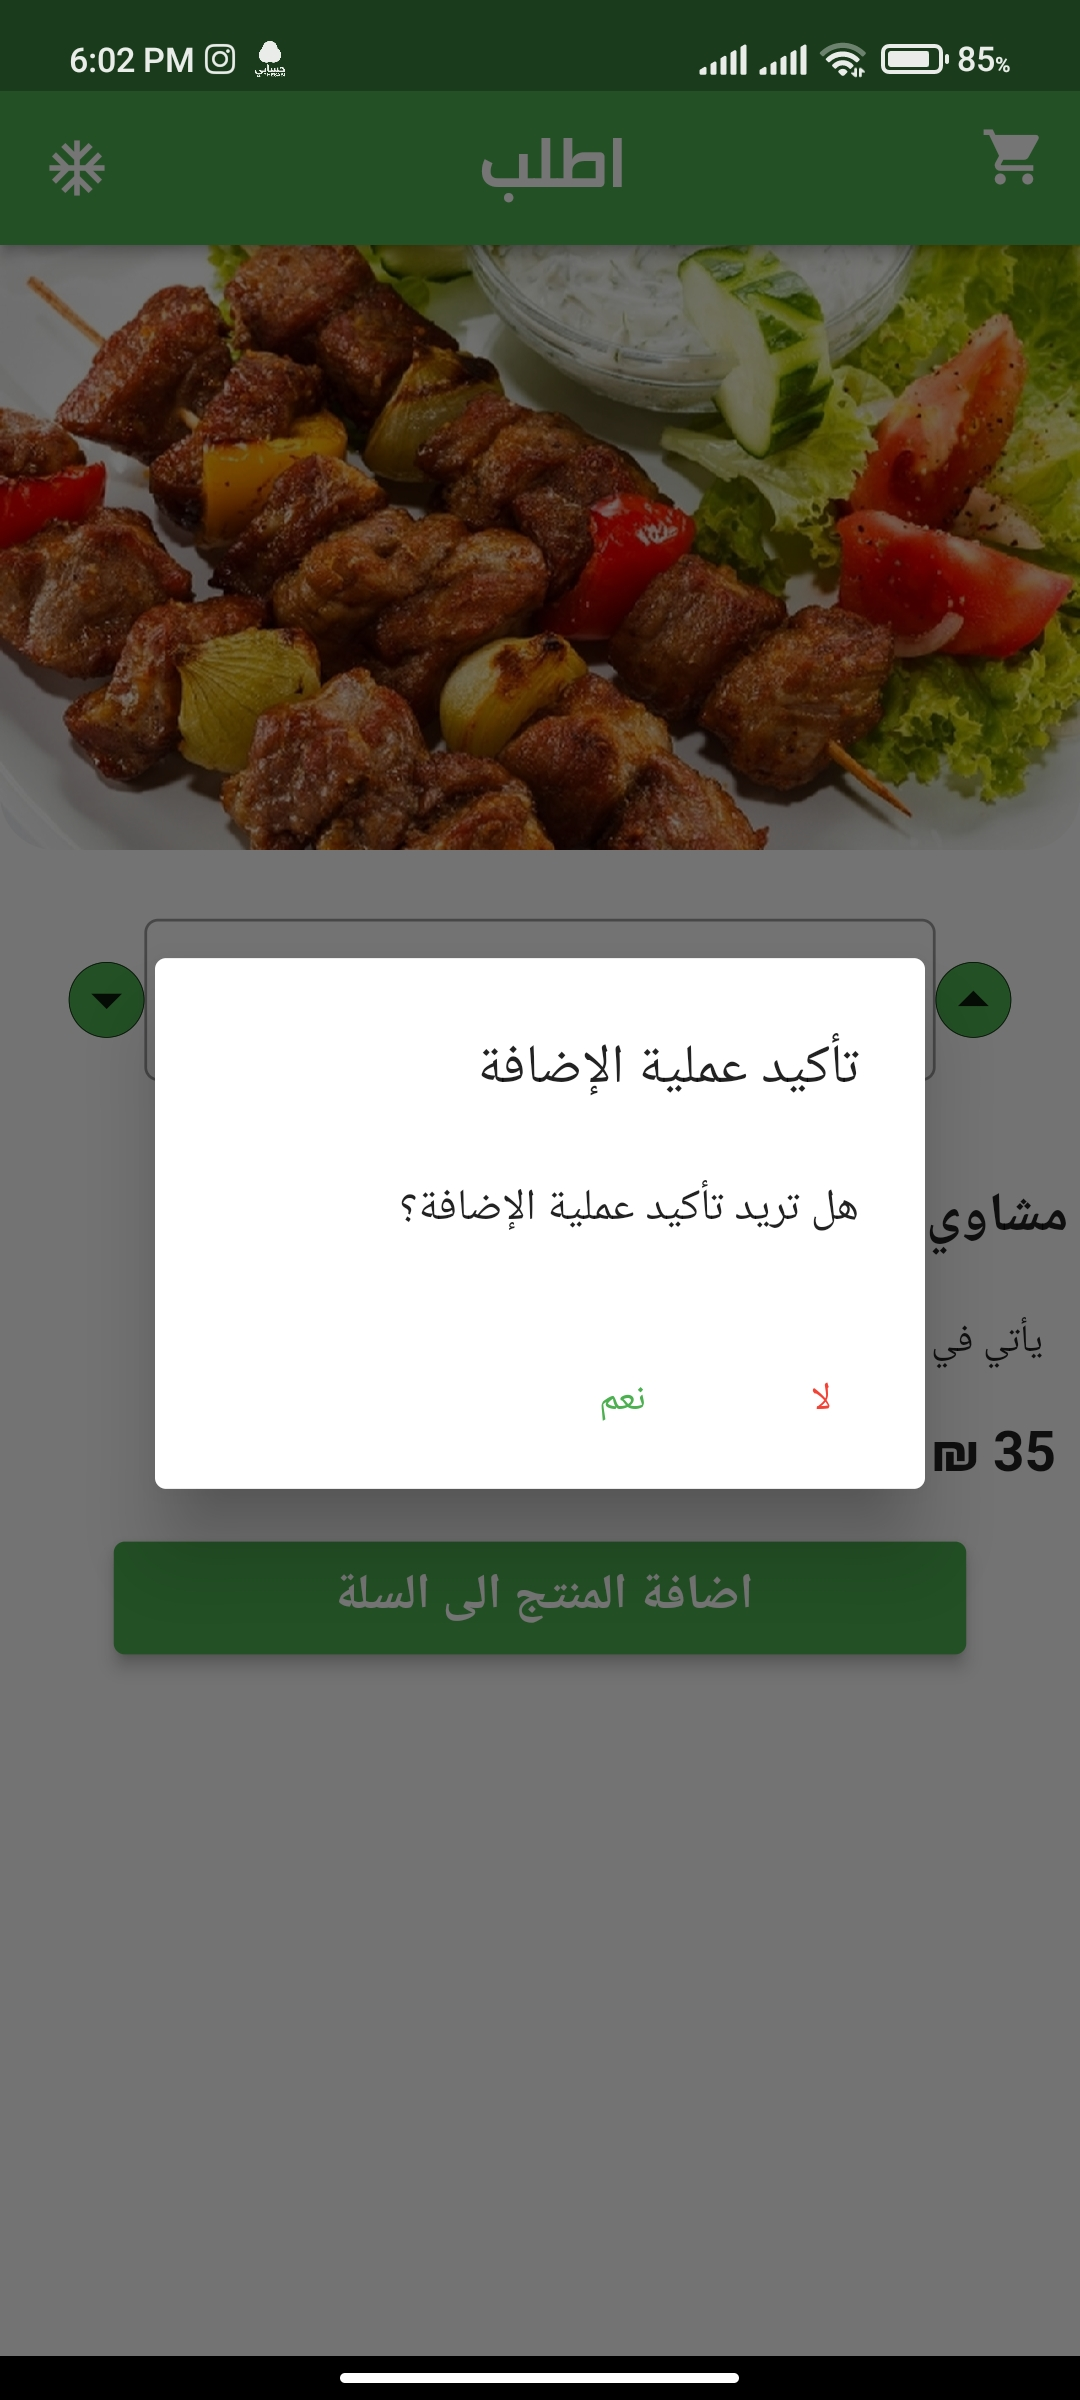 6:02 PM
85%
اطلب
تأكيد عملية الإضافة
هل تريد تأكيد عملية الإضافة؟
مشاوي
يأتي في
لا
نعم
35 ₪
اضافة المنتج الى السلة